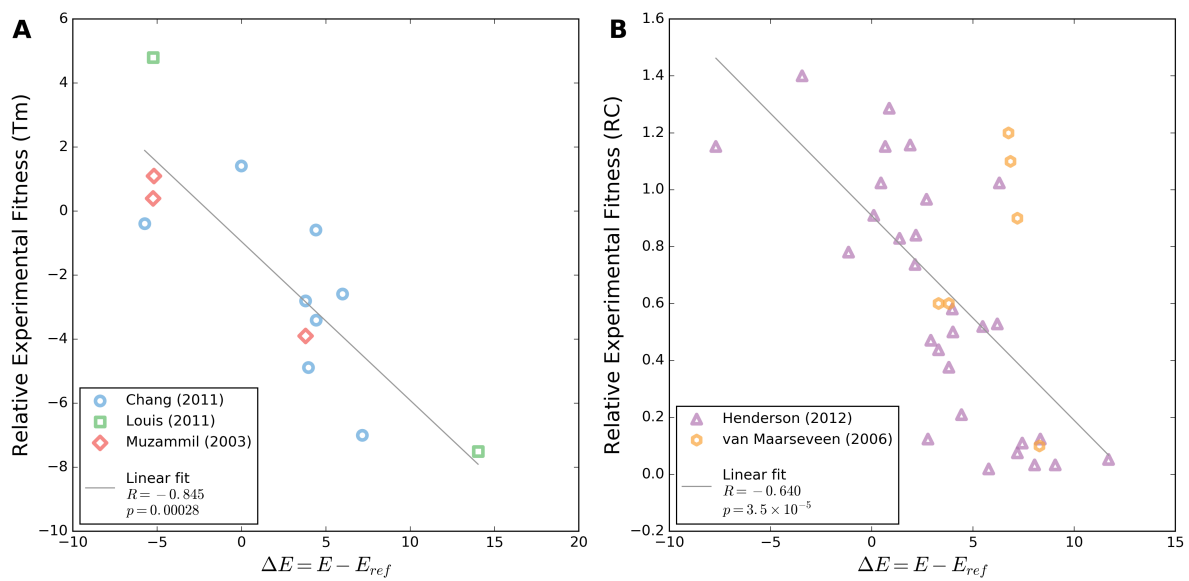 A
Relative Experimental Fitness (Tm)
6
4
2
0
−2
−4
−6
−8
−10
Chang (2011)
Louis (2011)
Muzammil (2003)
Linear fit
R = −0.845
p = 0.00028
−10 −5 0 5 10 15 20
ΔE = E − E_ref
B
Relative Experimental Fitness (RC)
1.6
1.4
1.2
1.0
0.8
0.6
0.4
0.2
0.0
−0.2
Henderson (2012)
van Maarseveen (2006)
Linear fit
R = −0.640
p = 3.5 × 10⁻⁵
−10 −5 0 5 10 15
ΔE = E − E_ref